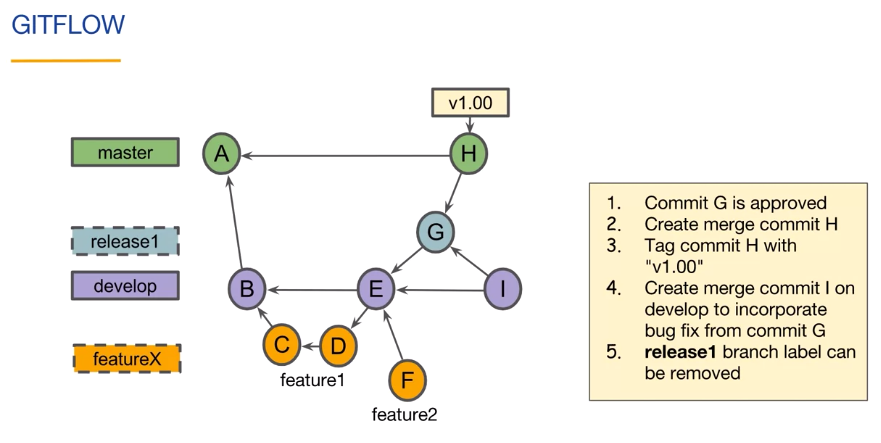 GITFLOW
v1.00
master
A
H
release1
G
develop
B
E
I
featureX
C
D
feature1
F
feature2
1. Commit G is approved
2. Create merge commit H
3. Tag commit H with
"v1.00"
4. Create merge commit I on
develop to incorporate
bug fix from commit G
5. release1 branch label can
be removed